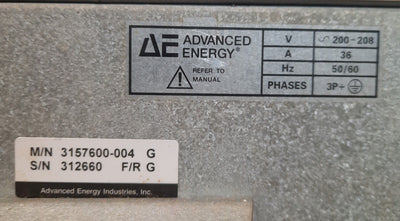 AE ADVANCED ENERGY®
REFER TO MANUAL
V 200-208
A 36
Hz 50/60
PHASES 3P+
M/N 3157600-004 G
S/N 312660 F/R G
Advanced Energy Industries, Inc.